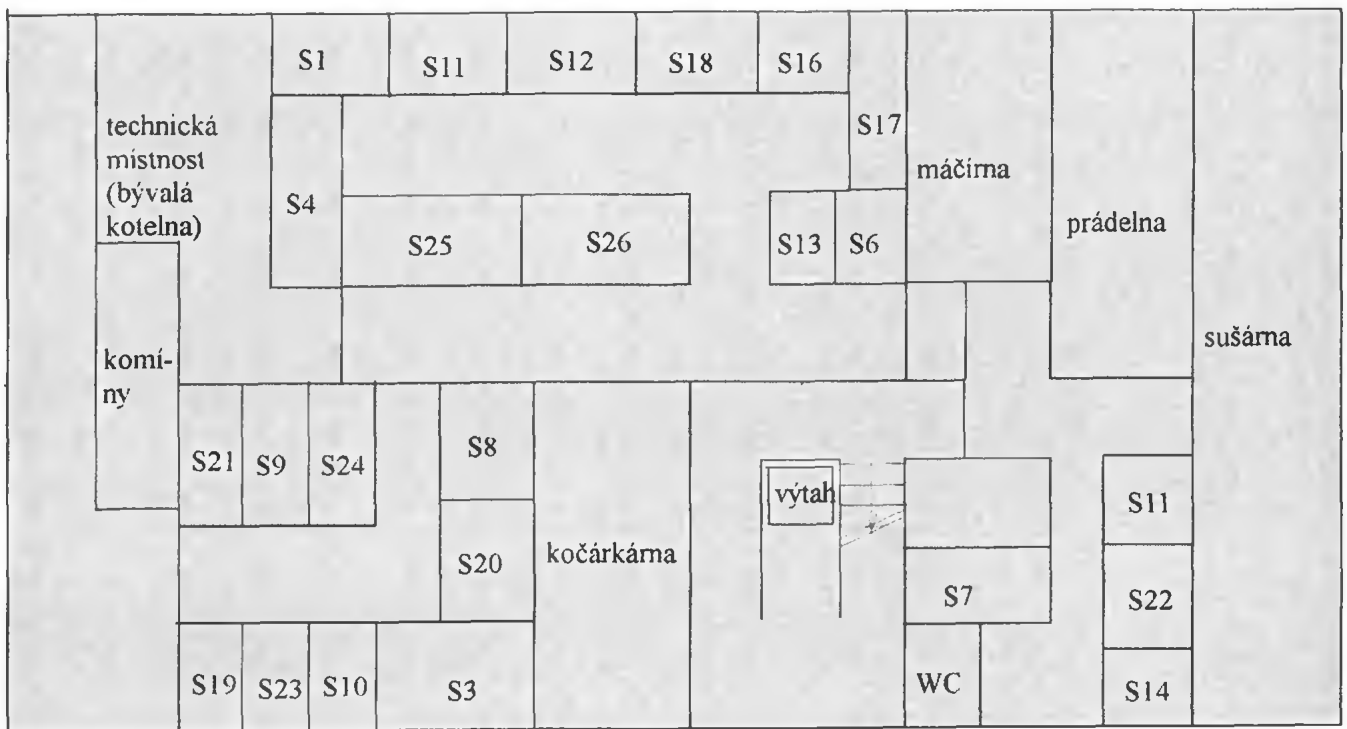 S1
S11
S12
S18
S16
technická
místnost
(bývalá
kotelna)
S17
máčírna
S4
prádelna
S25
S26
S13
S6
komí-
ny
sušárna
S21
S9
S24
S8
výtah
S11
S20
kočárkárna
S7
S22
S19
S23
S10
S3
WC
S14